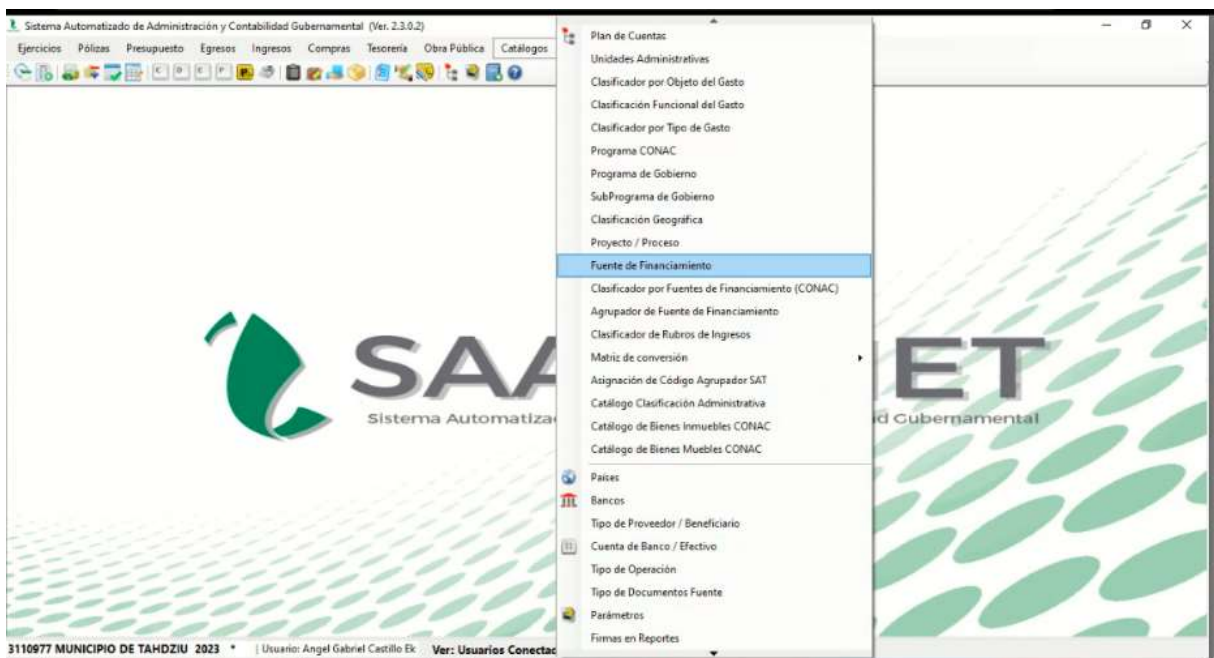 Sistema Automatizado de Administración y Contabilidad Gubernamental (Ver. 2.3.0.2)
Ejercicios Pólizas Presupuesto Egresos Ingresos Compras Tesorería Obra Pública Catálogos
Plan de Cuentas
Unidades Administrativas
Clasificador por Objeto del Gasto
Clasificación Funcional del Gasto
Clasificador por Tipo de Gasto
Programa CONAC
Programa de Gobierno
SubPrograma de Gobierno
Clasificación Geográfica
Proyecto / Proceso
Fuente de Financiamiento
Clasificador por Fuentes de Financiamiento (CONAC)
Agrupador de Fuente de Financiamiento
Clasificador de Rubros de Ingresos
Matriz de conversión
Asignación de Código Agrupador SAT
Catálogo Clasificación Administrativa
Catálogo de Bienes Inmuebles CONAC
Catálogo de Bienes Muebles CONAC
Países
Bancos
Tipo de Proveedor / Beneficiario
Cuenta de Banco / Efectivo
Tipo de Operación
Tipo de Documentos Fuente
Parámetros
Firmas en Reportes
SAA ET
Sistema Automatiza d Gubernamental
3110977 MUNICIPIO DE TAHDZIU 2023 * | Usuario: Angel Gabriel Castillo Ek Ver: Usuarios Conectad